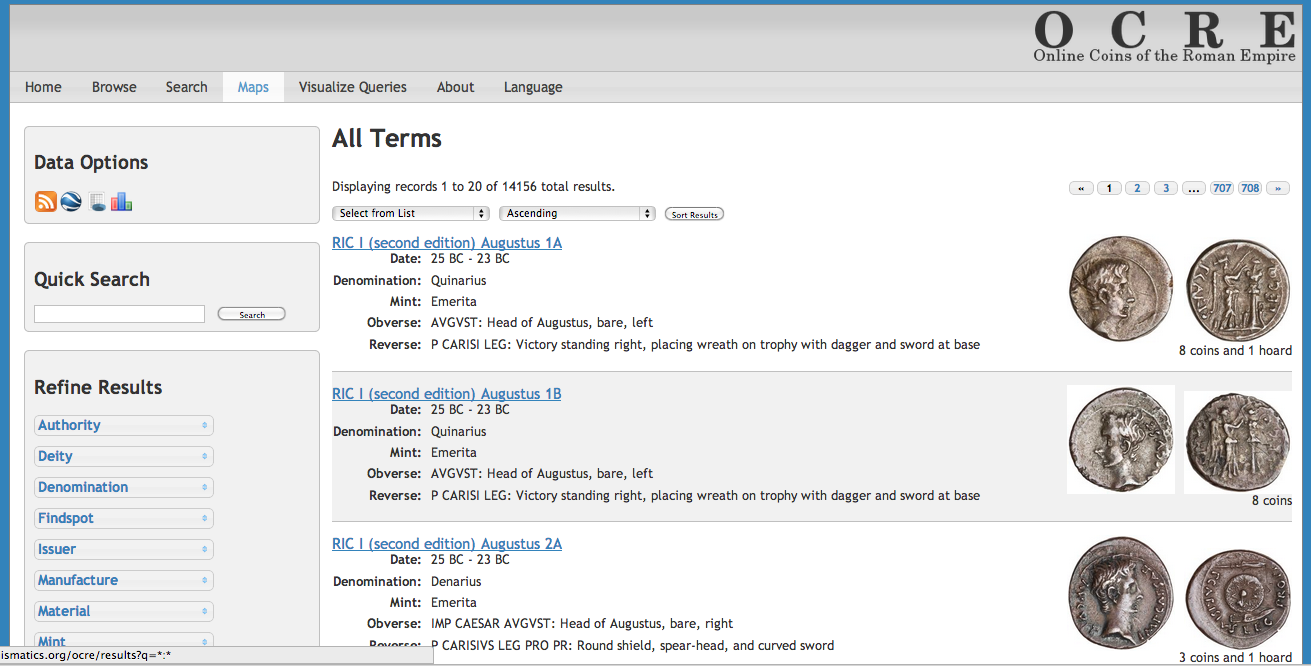 O C R E
Online Coins of the Roman Empire
Home Browse Search Maps Visualize Queries About Language
Data Options
Quick Search
Search
Refine Results
Authority
Deity
Denomination
Findspot
Issuer
Manufacture
Material
Mint
ismatics.org/ocre/results?q=*:*
All Terms
Displaying records 1 to 20 of 14156 total results.
« 1 2 3 ... 707 708 »
Select from List Ascending Sort Results
RIC I (second edition) Augustus 1A
Date: 25 BC - 23 BC
Denomination: Quinarius
Mint: Emerita
Obverse: AVGVST: Head of Augustus, bare, left
Reverse: P CARISI LEG: Victory standing right, placing wreath on trophy with dagger and sword at base
8 coins and 1 hoard
RIC I (second edition) Augustus 1B
Date: 25 BC - 23 BC
Denomination: Quinarius
Mint: Emerita
Obverse: AVGVST: Head of Augustus, bare, left
Reverse: P CARISI LEG: Victory standing right, placing wreath on trophy with dagger and sword at base
8 coins
RIC I (second edition) Augustus 2A
Date: 25 BC - 23 BC
Denomination: Denarius
Mint: Emerita
Obverse: IMP CAESAR AVGVST: Head of Augustus, bare, right
Reverse: P CARISIVS LEG PRO PR: Round shield, spear-head, and curved sword
3 coins and 1 hoard